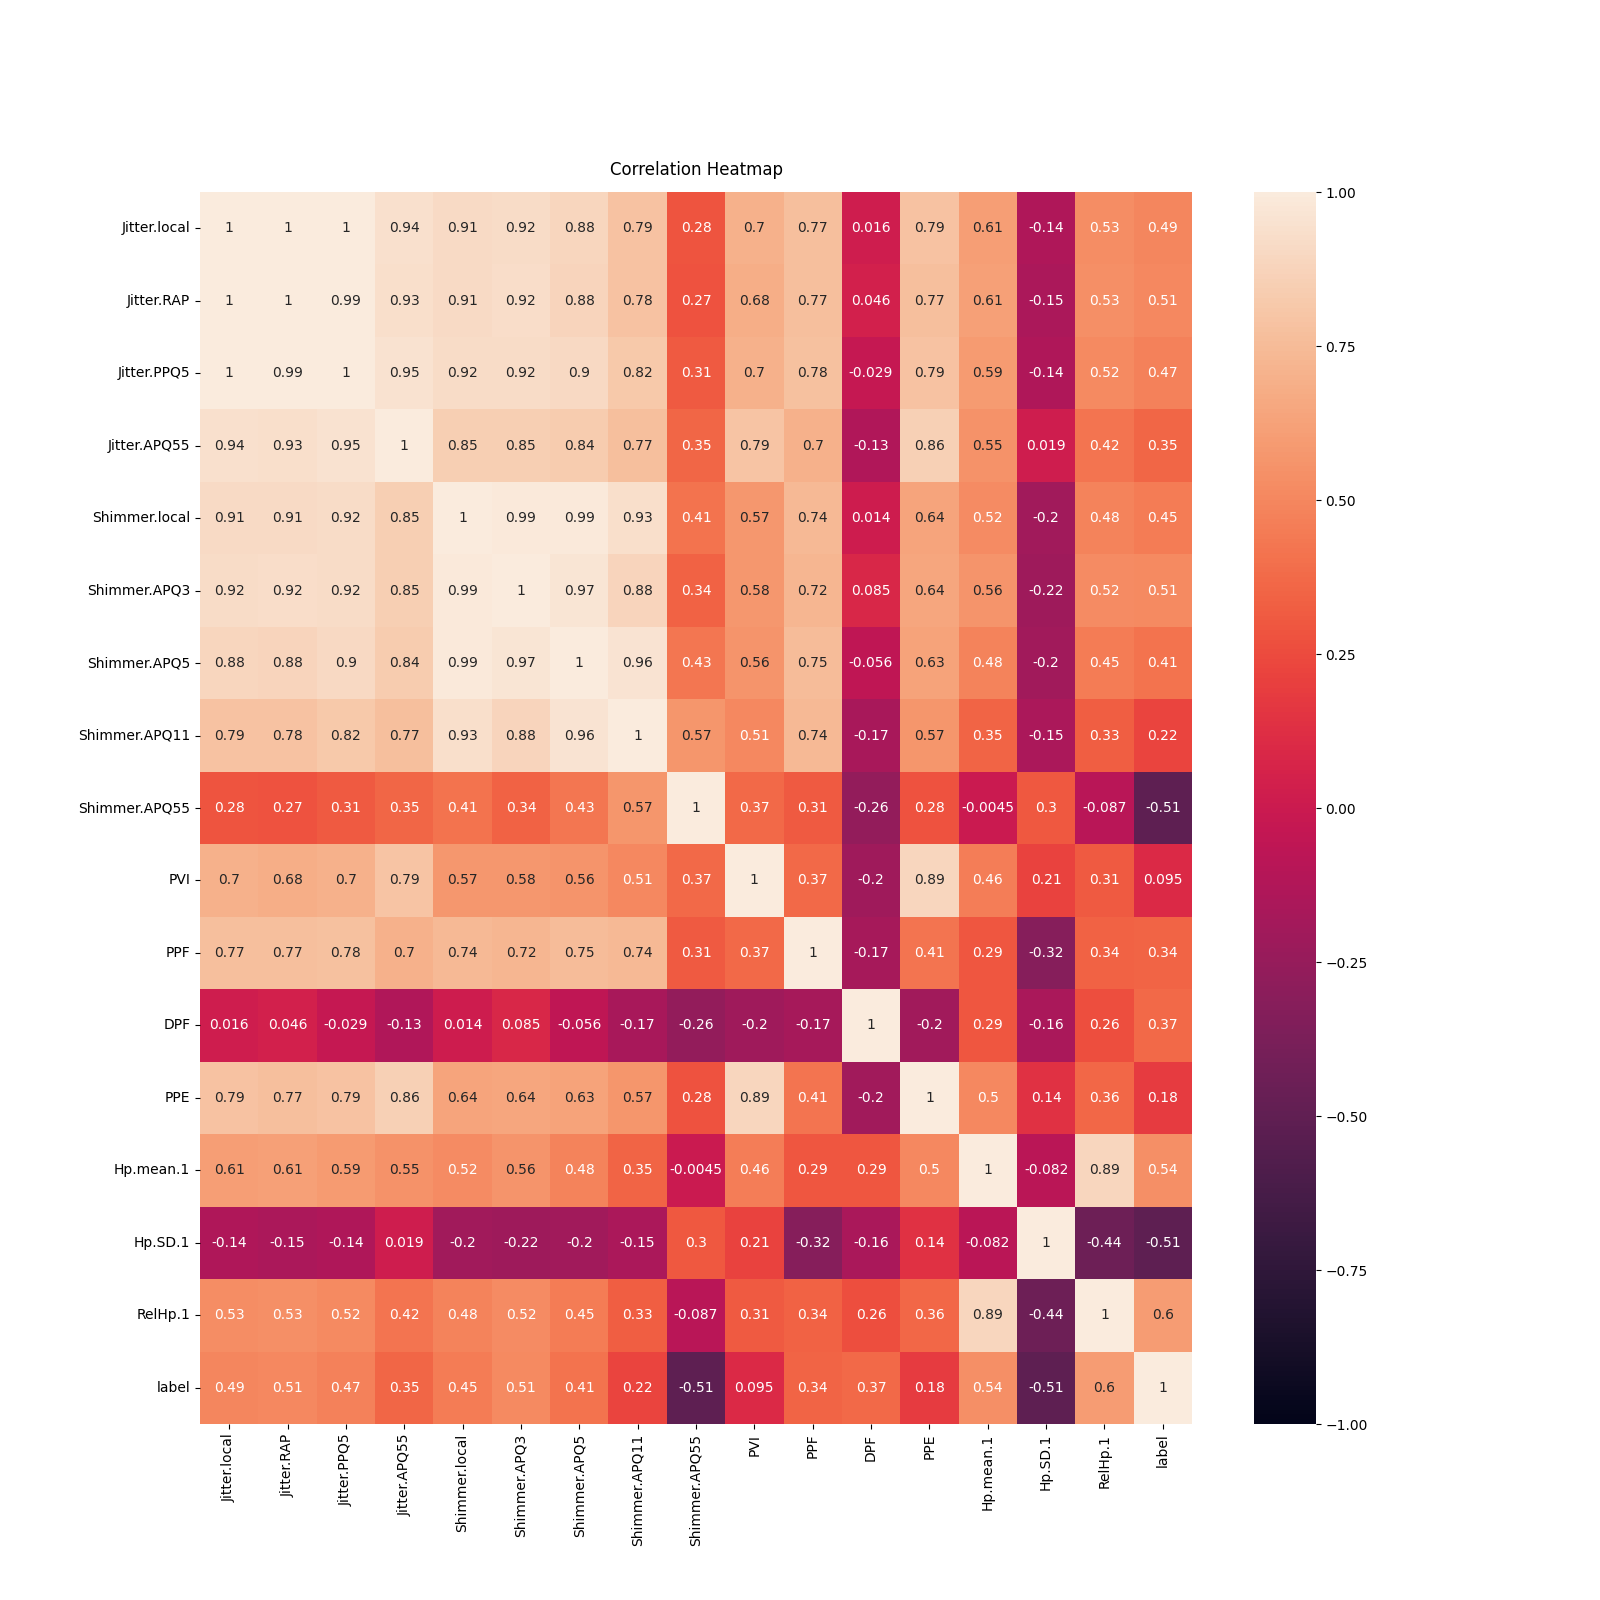 Correlation Heatmap
Jitter.local 1 1 1 0.94 0.91 0.92 0.88 0.79 0.28 0.7 0.77 0.016 0.79 0.61 -0.14 0.53 0.49 1.00
Jitter.RAP 1 1 0.99 0.93 0.91 0.92 0.88 0.78 0.27 0.68 0.77 0.046 0.77 0.61 -0.15 0.53 0.51
0.75
Jitter.PPQ5 1 0.99 1 0.95 0.92 0.92 0.9 0.82 0.31 0.7 0.78 -0.029 0.79 0.59 -0.14 0.52 0.47
Jitter.APQ55 0.94 0.93 0.95 1 0.85 0.85 0.84 0.77 0.35 0.79 0.7 -0.13 0.86 0.55 0.019 0.42 0.35
0.50
Shimmer.local 0.91 0.91 0.92 0.85 1 0.99 0.99 0.93 0.41 0.57 0.74 0.014 0.64 0.52 -0.2 0.48 0.45
Shimmer.APQ3 0.92 0.92 0.92 0.85 0.99 1 0.97 0.88 0.34 0.58 0.72 0.085 0.64 0.56 -0.22 0.52 0.51
Shimmer.APQ5 0.88 0.88 0.9 0.84 0.99 0.97 1 0.96 0.43 0.56 0.75 -0.056 0.63 0.48 -0.2 0.45 0.41 0.25
Shimmer.APQ11 0.79 0.78 0.82 0.77 0.93 0.88 0.96 1 0.57 0.51 0.74 -0.17 0.57 0.35 -0.15 0.33 0.22
Shimmer.APQ55 0.28 0.27 0.31 0.35 0.41 0.34 0.43 0.57 1 0.37 0.31 -0.26 0.28 -0.0045 0.3 -0.087 -0.51 0.00
PVI 0.7 0.68 0.7 0.79 0.57 0.58 0.56 0.51 0.37 1 0.37 -0.2 0.89 0.46 0.21 0.31 0.095
PPF 0.77 0.77 0.78 0.7 0.74 0.72 0.75 0.74 0.31 0.37 1 -0.17 0.41 0.29 -0.32 0.34 0.34 −0.25
DPF 0.016 0.046 -0.029 -0.13 0.014 0.085 -0.056 -0.17 -0.26 -0.2 -0.17 1 -0.2 0.29 -0.16 0.26 0.37
PPE 0.79 0.77 0.79 0.86 0.64 0.64 0.63 0.57 0.28 0.89 0.41 -0.2 1 0.5 0.14 0.36 0.18 −0.50
Hp.mean.1 0.61 0.61 0.59 0.55 0.52 0.56 0.48 0.35 -0.0045 0.46 0.29 0.29 0.5 1 -0.082 0.89 0.54
Hp.SD.1 -0.14 -0.15 -0.14 0.019 -0.2 -0.22 -0.2 -0.15 0.3 0.21 -0.32 -0.16 0.14 -0.082 1 -0.44 -0.51 −0.75
RelHp.1 0.53 0.53 0.52 0.42 0.48 0.52 0.45 0.33 -0.087 0.31 0.34 0.26 0.36 0.89 -0.44 1 0.6
label 0.49 0.51 0.47 0.35 0.45 0.51 0.41 0.22 -0.51 0.095 0.34 0.37 0.18 0.54 -0.51 0.6 1
−1.00
Jitter.local Jitter.RAP Jitter.PPQ5 Jitter.APQ55 Shimmer.local Shimmer.APQ3 Shimmer.APQ5 Shimmer.APQ11 Shimmer.APQ55 PVI PPF DPF PPE Hp.mean.1 Hp.SD.1 RelHp.1 label